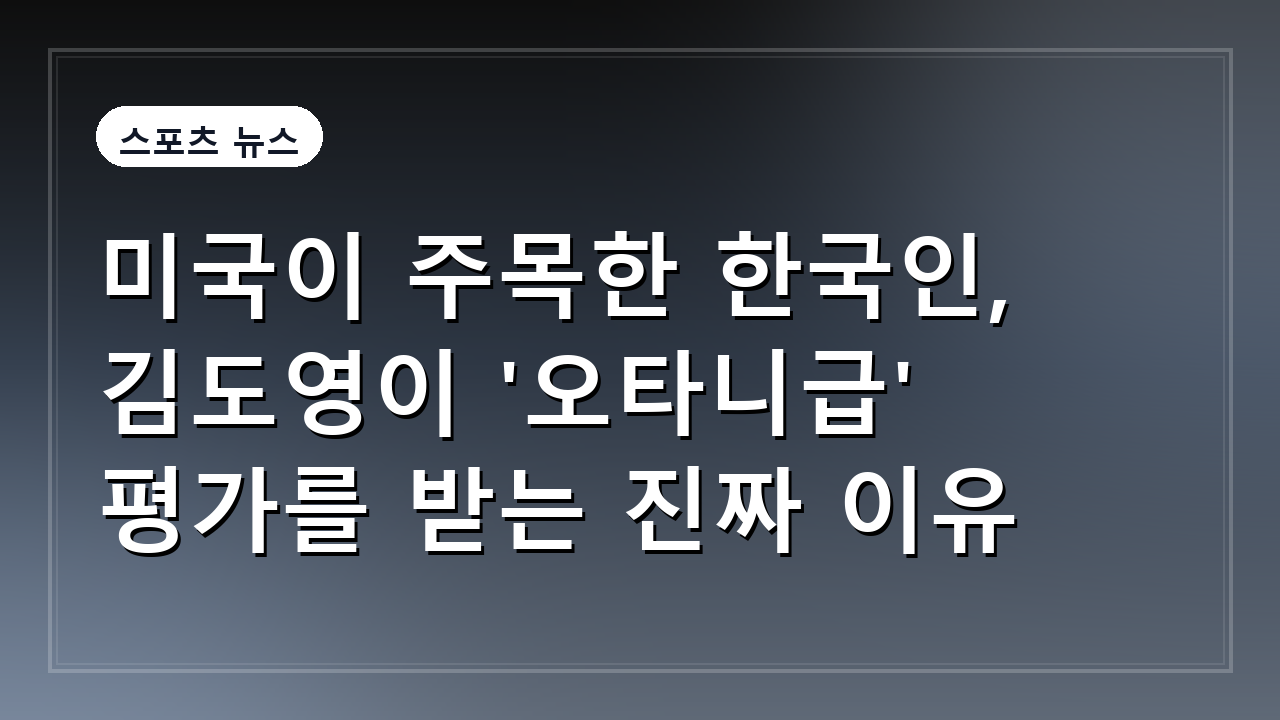 스포츠 뉴스
미국이 주목한 한국인,
김도영이 '오타니급'
평가를 받는 진짜 이유